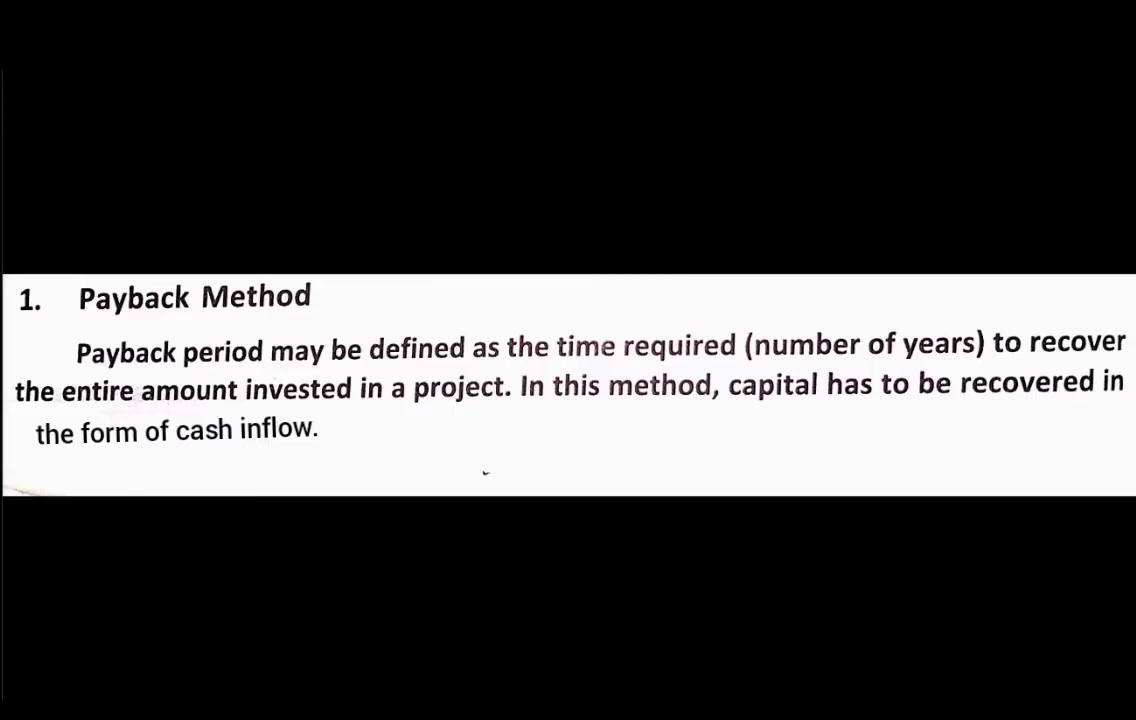 1. Payback Method
Payback period may be defined as the time required (number of years) to recover
the entire amount invested in a project. In this method, capital has to be recovered in
the form of cash inflow.